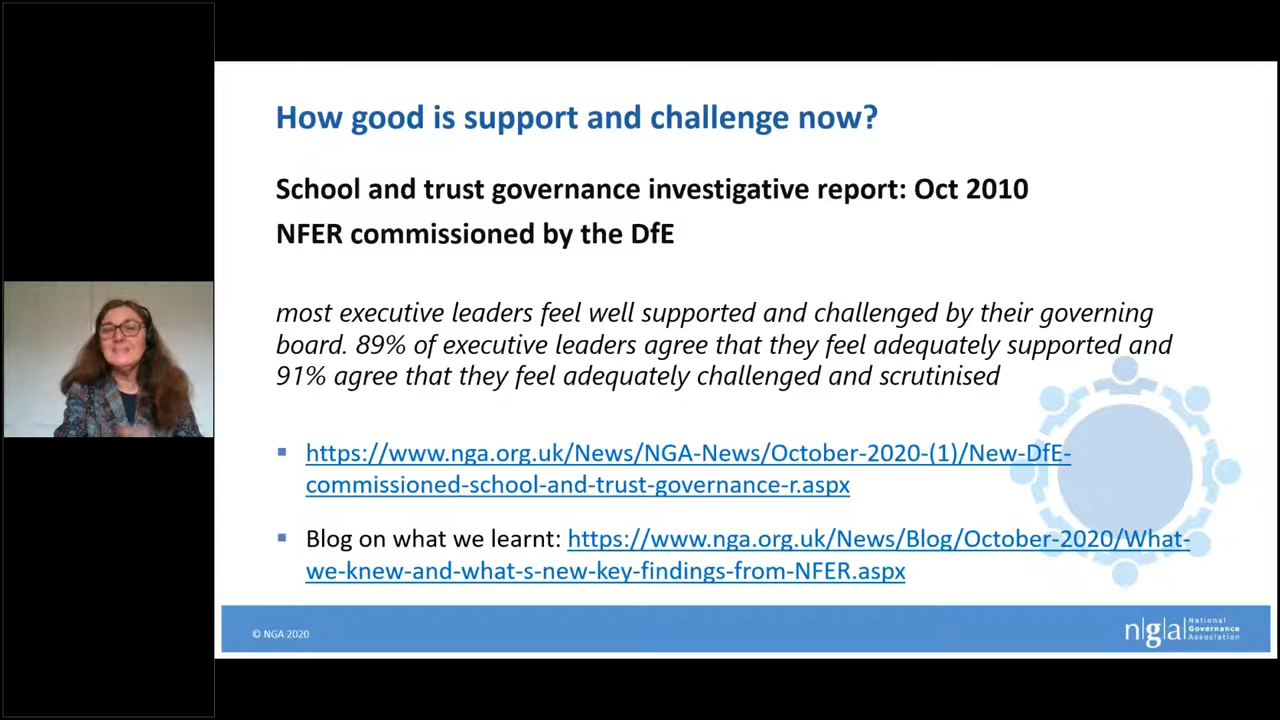 How good is support and challenge now?
School and trust governance investigative report: Oct 2010
NFER commissioned by the DfE
most executive leaders feel well supported and challenged by their governing
board. 89% of executive leaders agree that they feel adequately supported and
91% agree that they feel adequately challenged and scrutinised
▪ https://www.nga.org.uk/News/NGA-News/October-2020-(1)/New-DfE-
commissioned-school-and-trust-governance-r.aspx
▪ Blog on what we learnt: https://www.nga.org.uk/News/Blog/October-2020/What-
we-knew-and-what-s-new-key-findings-from-NFER.aspx
© NGA 2020
n|g|a|
National
Governance
Association